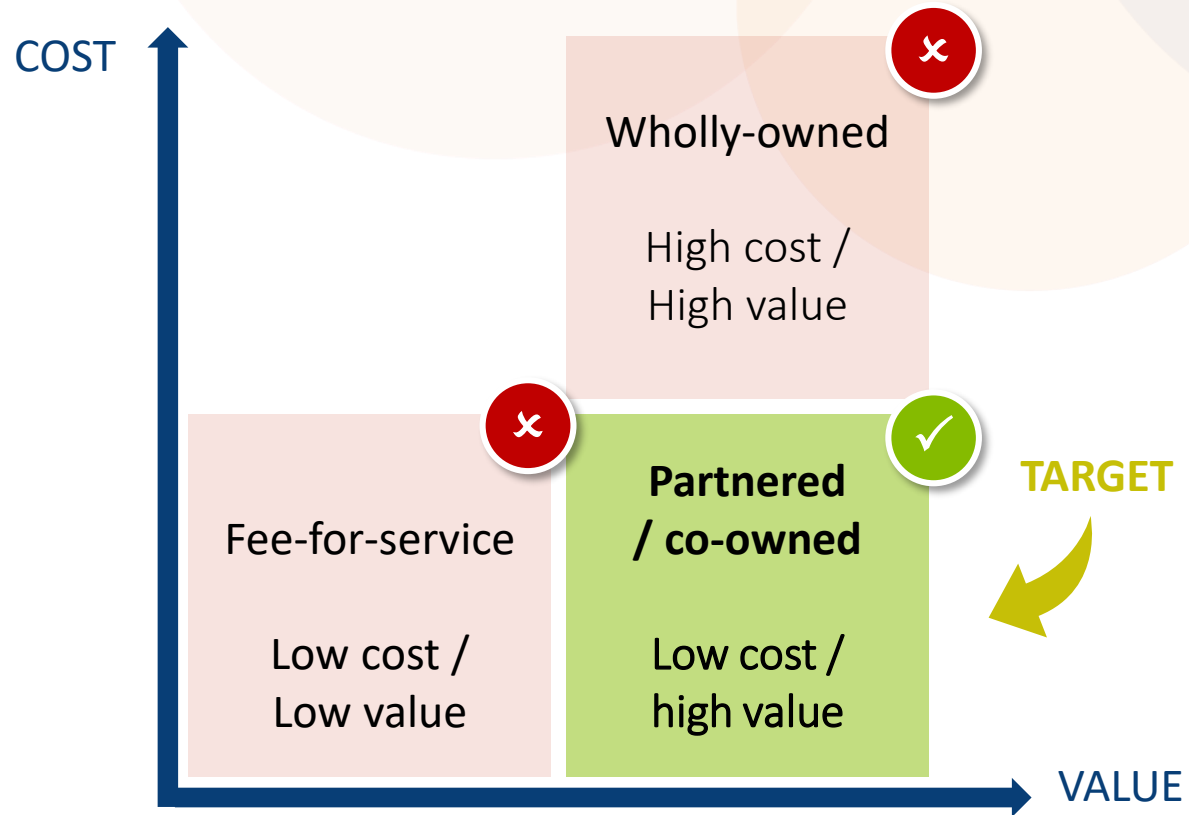 COST
Wholly-owned
High cost /
High value
Fee-for-service
Low cost /
Low value
Partnered
/ co-owned
Low cost /
high value
TARGET
VALUE